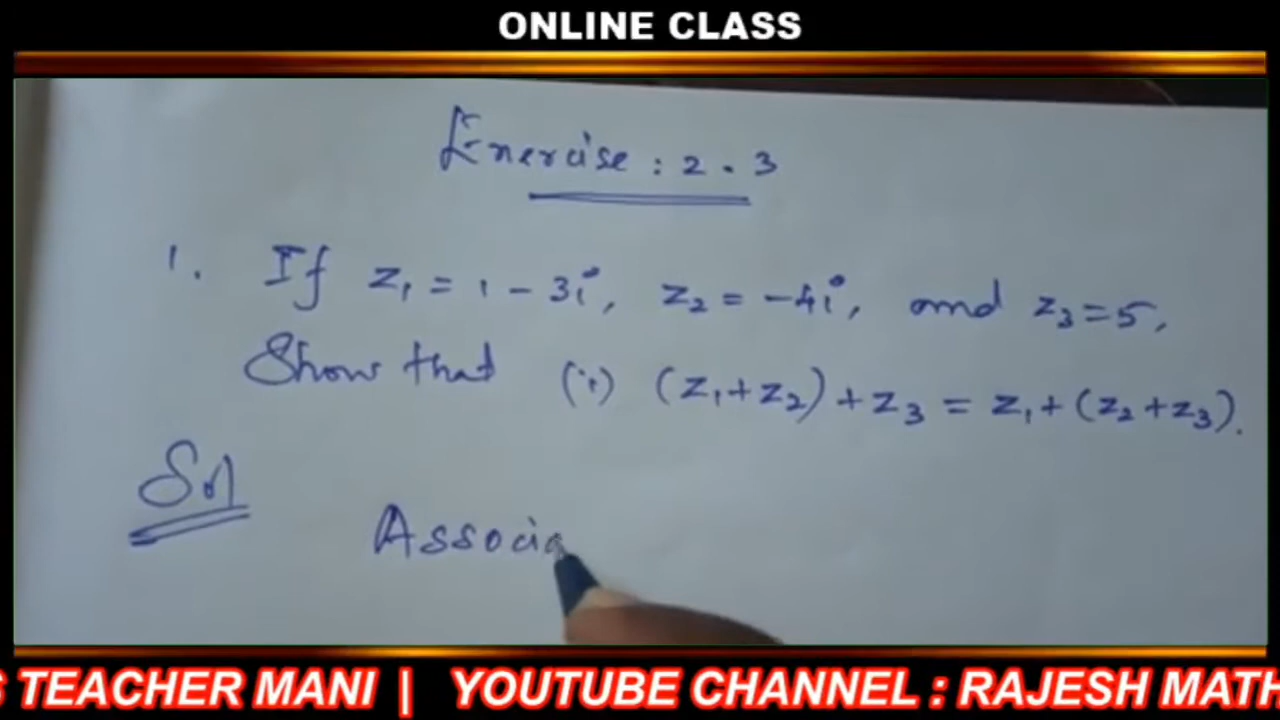 ONLINE CLASS
Exercise : 2.3
1. If z₁ = 1 - 3i, z₂ = -4i, and z₃ = 5,
Show that (i) (z₁ + z₂) + z₃ = z₁ + (z₂ + z₃).
Sol
Associa
S TEACHER MANI | YOUTUBE CHANNEL : RAJESH MATH